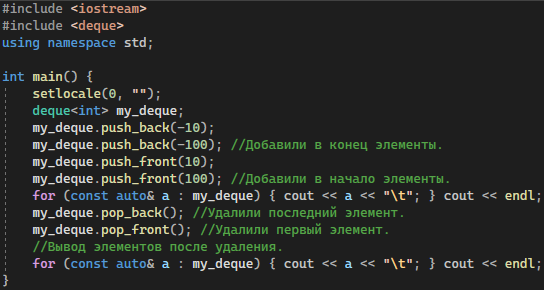 #include <iostream>
#include <deque>
using namespace std;
int main() {
setlocale(0, "");
deque<int> my_deque;
my_deque.push_back(-10);
my_deque.push_back(-100); //Добавили в конец элементы.
my_deque.push_front(10);
my_deque.push_front(100); //Добавили в начало элементы.
for (const auto& a : my_deque) { cout << a << "\t"; } cout << endl;
my_deque.pop_back(); //Удалили последний элемент.
my_deque.pop_front(); //Удалили первый элемент.
//Вывод элементов после удаления.
for (const auto& a : my_deque) { cout << a << "\t"; } cout << endl;
}